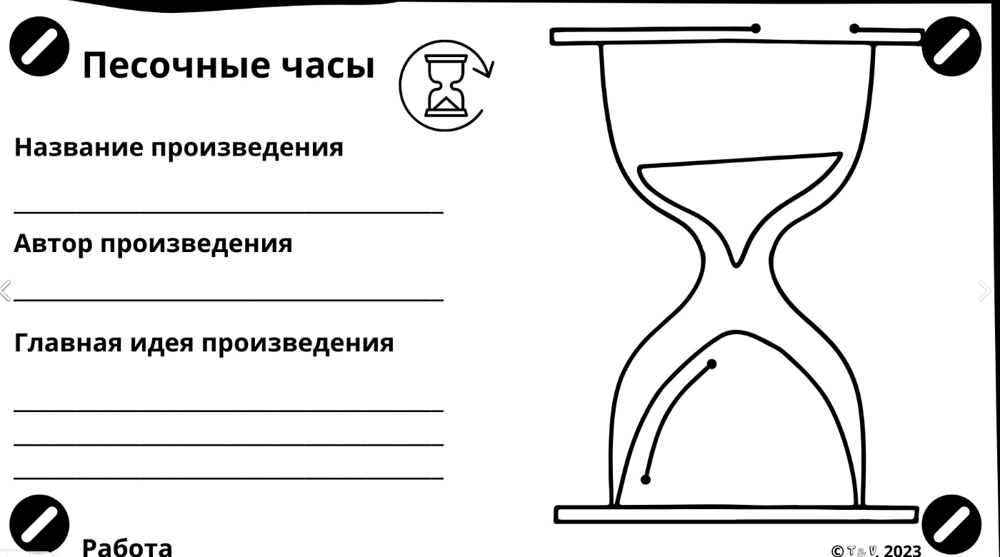 Песочные часы
Название произведения
Автор произведения
Главная идея произведения
Работа
© T & V, 2023